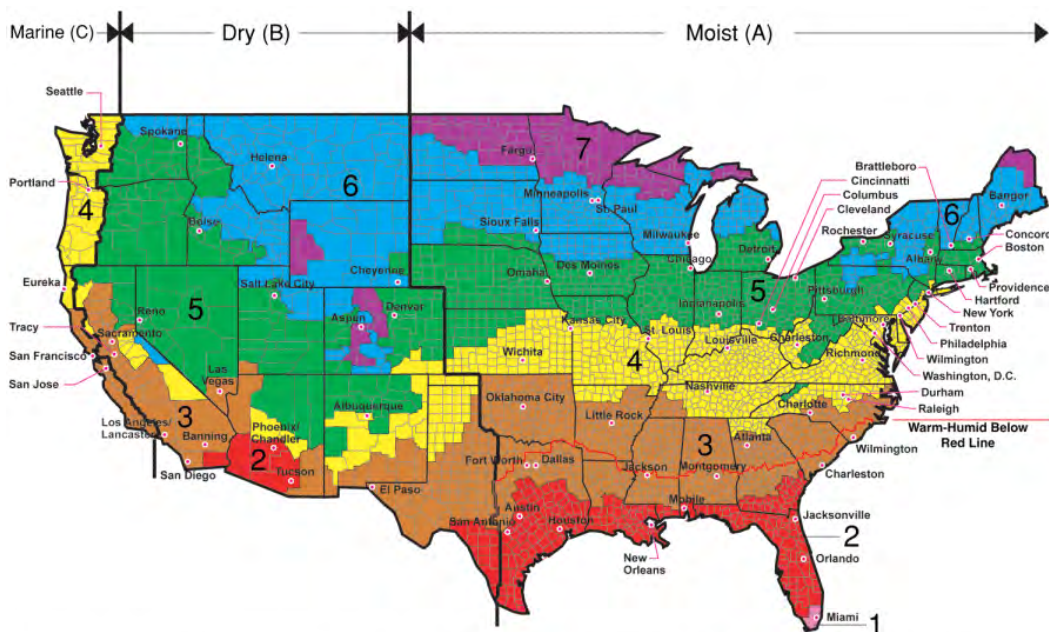 Marine (C)
Dry (B)
Moist (A)
Seattle
Spokane
Helena
Fargo
7
Portland
4
6
Minneapolis
St. Paul
Brattleboro
Cincinnatti
Columbus
Cleveland
Bangor
6
Boise
Sioux Falls
Milwaukee
Detroit
Rochester
Syracuse
Albany
Concord
Boston
Eureka
Salt Lake City
Cheyenne
Omaha
Des Moines
Chicago
Providence
Hartford
New York
Reno
5
Aspen
Denver
Indianapolis
5
Pittsburgh
Trenton
Tracy
Sacramento
Kansas City
St. Louis
Louisville
Charleston
Baltimore
Philadelphia
San Francisco
Wichita
4
Richmond
Wilmington
Washington, D.C.
San Jose
Las
Vegas
Albuquerque
Nashville
Durham
Raleigh
Los Angeles/
Lancaster
3
Banning
Phoenix/
Chandler
2
Oklahoma City
Little Rock
3
Atlanta
Charlotte
Warm-Humid Below
Red Line
Wilmington
San Diego
Tucson
El Paso
Fort Worth
Dallas
Jackson
Montgomery
Charleston
Mobile
Austin
San Antonio
Houston
New
Orleans
Jacksonville
2
Orlando
Miami
1